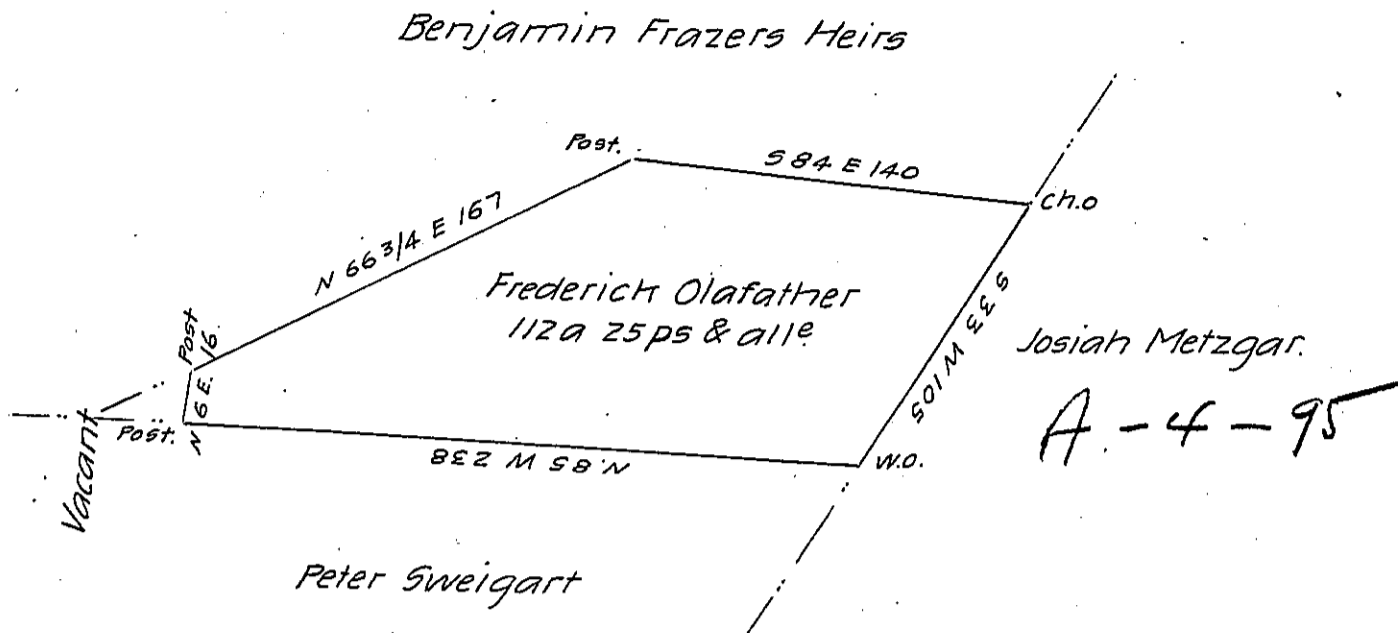 Benjamin Frazers Heirs
Post.
S 84 E 140
Ch.o
N 66 3/4 E 167
Frederick Olafather
112a 25ps & alle
S 33 W 105
Josiah Metzgar.
A.-4-95
Post
N 6 E. 16.
Vacant
Post.
N. 85 W 238
W.O.
Peter Sweigart